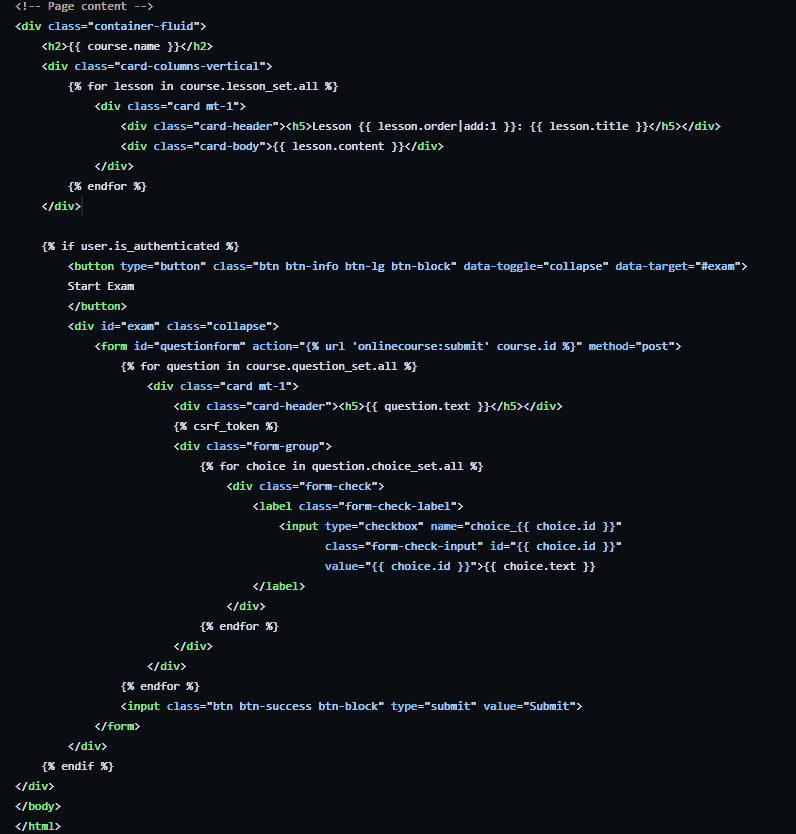 <!-- Page content -->
<div class="container-fluid">
    <h2>{{ course.name }}</h2>
    <div class="card-columns-vertical">
        {% for lesson in course.lesson_set.all %}
            <div class="card mt-1">
                <div class="card-header"><h5>Lesson {{ lesson.order|add:1 }}: {{ lesson.title }}</h5></div>
                <div class="card-body">{{ lesson.content }}</div>
            </div>
        {% endfor %}
    </div>

    {% if user.is_authenticated %}
        <button type="button" class="btn btn-info btn-lg btn-block" data-toggle="collapse" data-target="#exam">
        Start Exam
        </button>
        <div id="exam" class="collapse">
            <form id="questionform" action="{% url 'onlinecourse:submit' course.id %}" method="post">
                {% for question in course.question_set.all %}
                    <div class="card mt-1">
                        <div class="card-header"><h5>{{ question.text }}</h5></div>
                        {% csrf_token %}
                        <div class="form-group">
                            {% for choice in question.choice_set.all %}
                                <div class="form-check">
                                    <label class="form-check-label">
                                        <input type="checkbox" name="choice_{{ choice.id }}"
                                               class="form-check-input" id="{{ choice.id }}"
                                               value="{{ choice.id }}">{{ choice.text }}
                                    </label>
                                </div>
                            {% endfor %}
                        </div>
                    </div>
                {% endfor %}
                <input class="btn btn-success btn-block" type="submit" value="Submit">
            </form>
        </div>
    {% endif %}
</div>
</body>
</html>